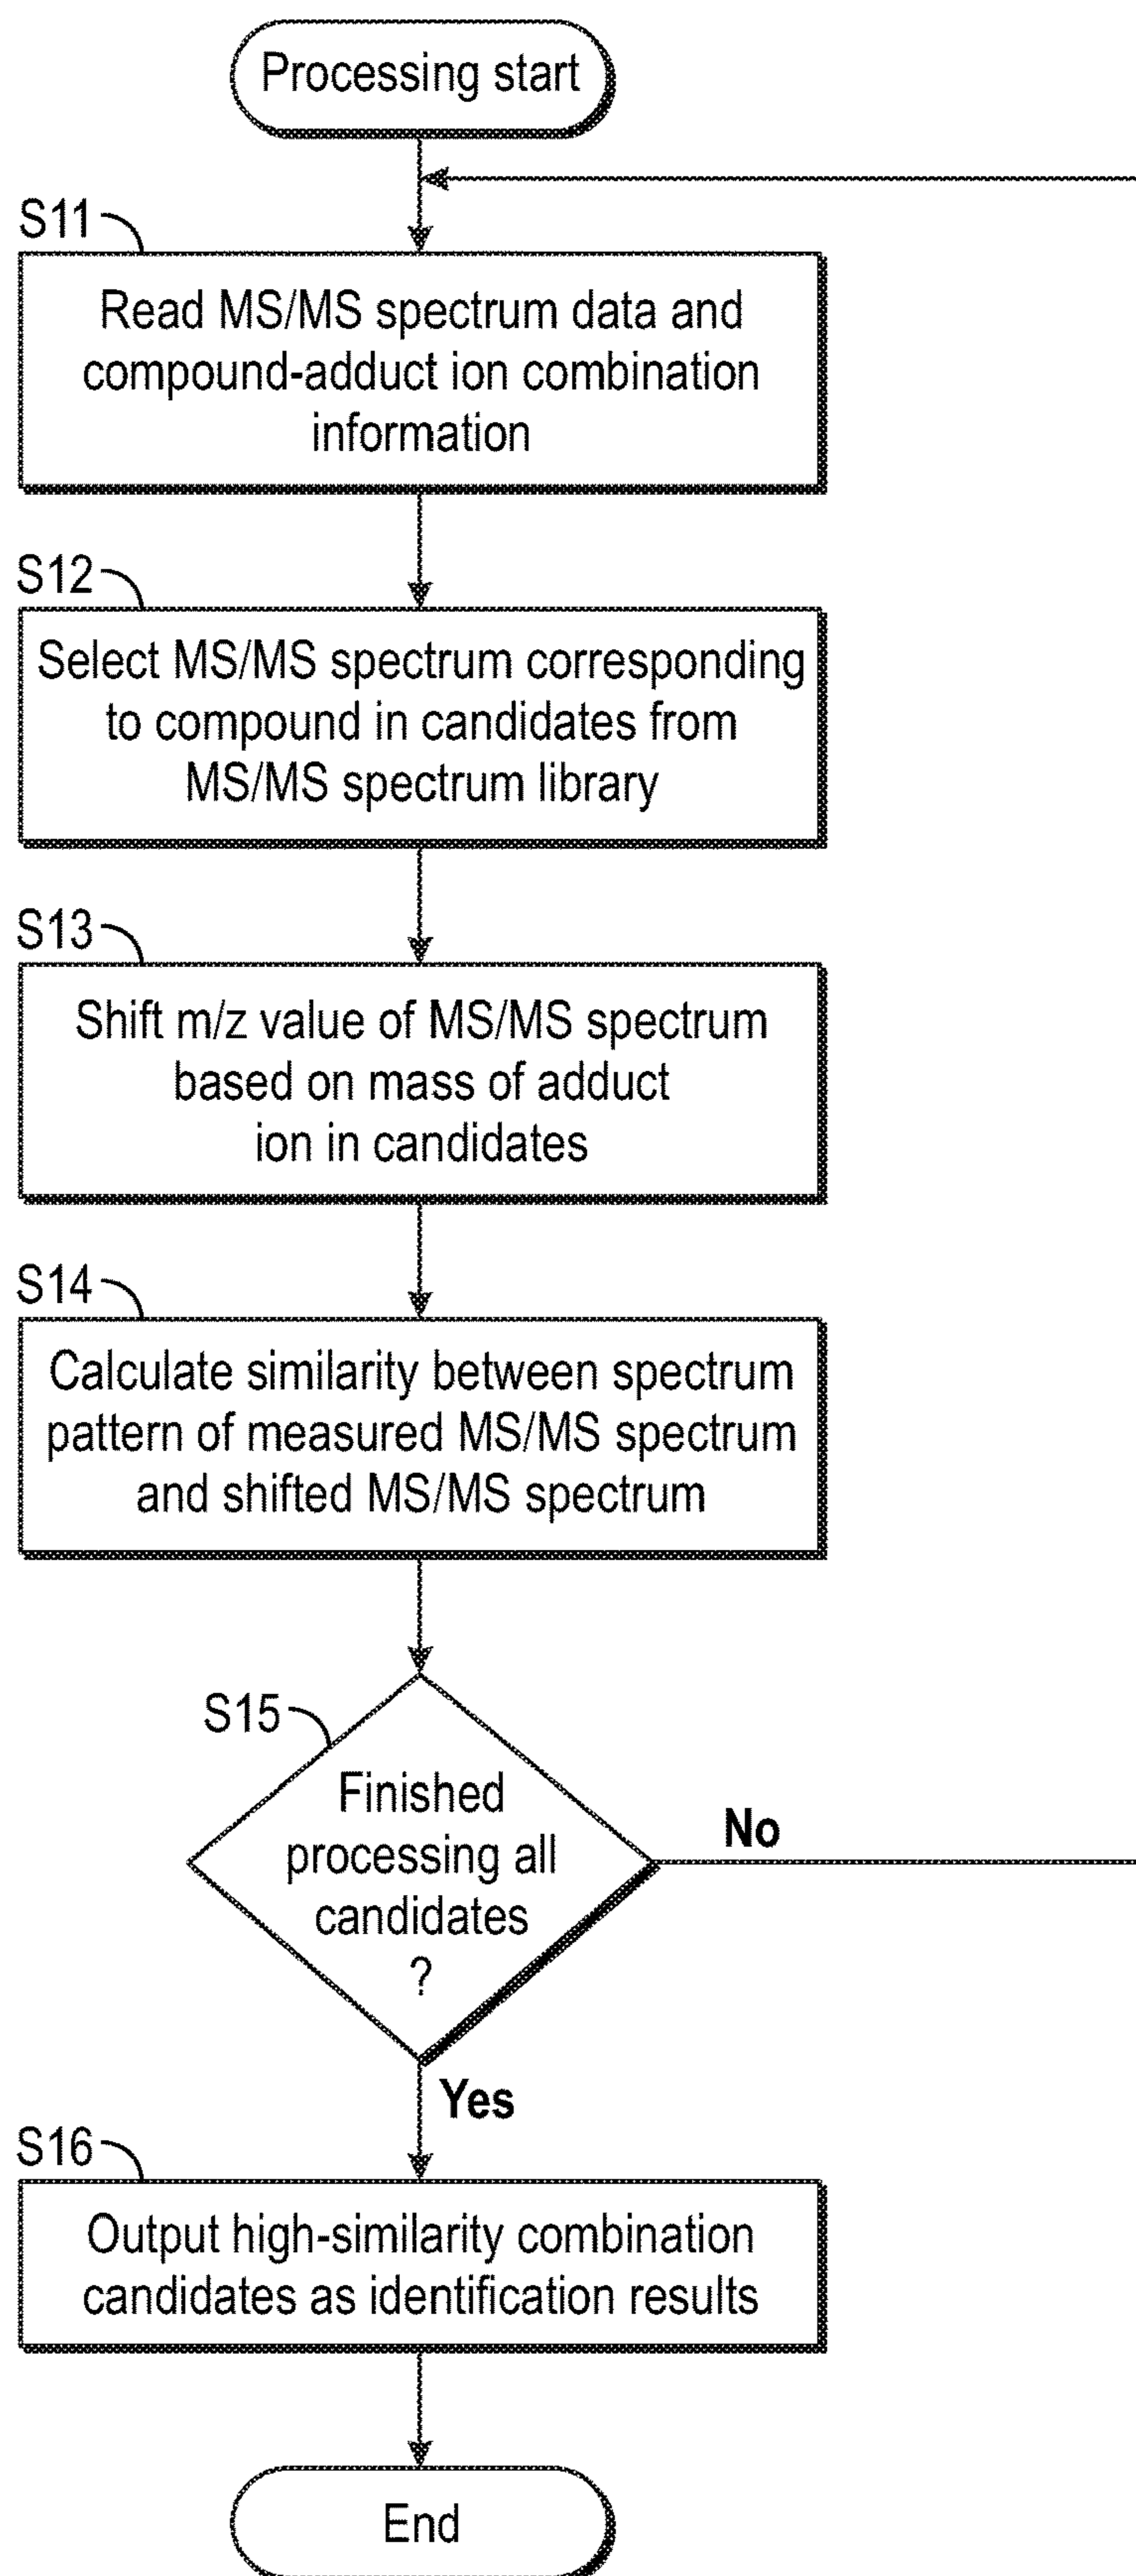 Processing start
S11
Read MS/MS spectrum data and
compound-adduct ion combination
information
S12
Select MS/MS spectrum corresponding
to compound in candidates from
MS/MS spectrum library
S13
Shift m/z value of MS/MS spectrum
based on mass of adduct
ion in candidates
S14
Calculate similarity between spectrum
pattern of measured MS/MS spectrum
and shifted MS/MS spectrum
S15
Finished
processing all
candidates
?
No
Yes
S16
Output high-similarity combination
candidates as identification results
End